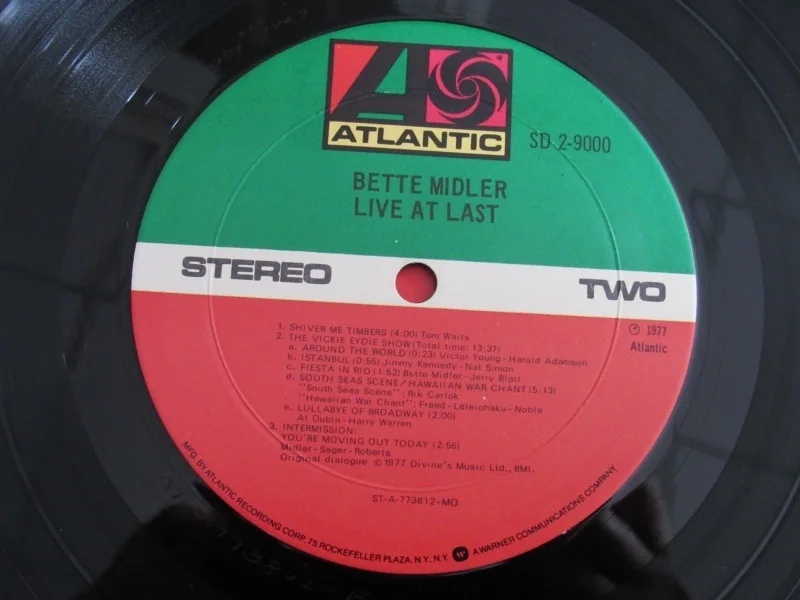 ATLANTIC
SD 2-9000
BETTE MIDLER
LIVE AT LAST
STEREO
TWO
℗ 1977
Atlantic
1. SHIVER ME TIMBERS (4:00) Tom Waits
2. THE VICKIE EYDIE SHOW (Total time: 13:37)
a. AROUND THE WORLD (0:23) Victor Young - Harold Adamson
b. ISTANBUL (0:56) Jimmy Kennedy - Nat Simon
c. FIESTA IN RIO (1:52) Bette Midler - Jerry Blatt
d. SOUTH SEAS SCENE / HAWAIIAN WAR CHANT (5:13)
"South Seas Scene"; Rik Carlok
"Hawaiian War Chant"; Freed - Leleiohaku - Noble
e. LULLABYE OF BROADWAY (2:00)
Al Dubin - Harry Warren
3. INTERMISSION:
YOU'RE MOVING OUT TODAY (2:56)
Midler - Sager - Roberts
Original dialogue ©1977 Divine's Music Ltd., BMI.
ST-A-773612-MO
MFG. BY ATLANTIC RECORDING CORP., 75 ROCKEFELLER PLAZA, N.Y., N.Y. A WARNER COMMUNICATIONS COMPANY